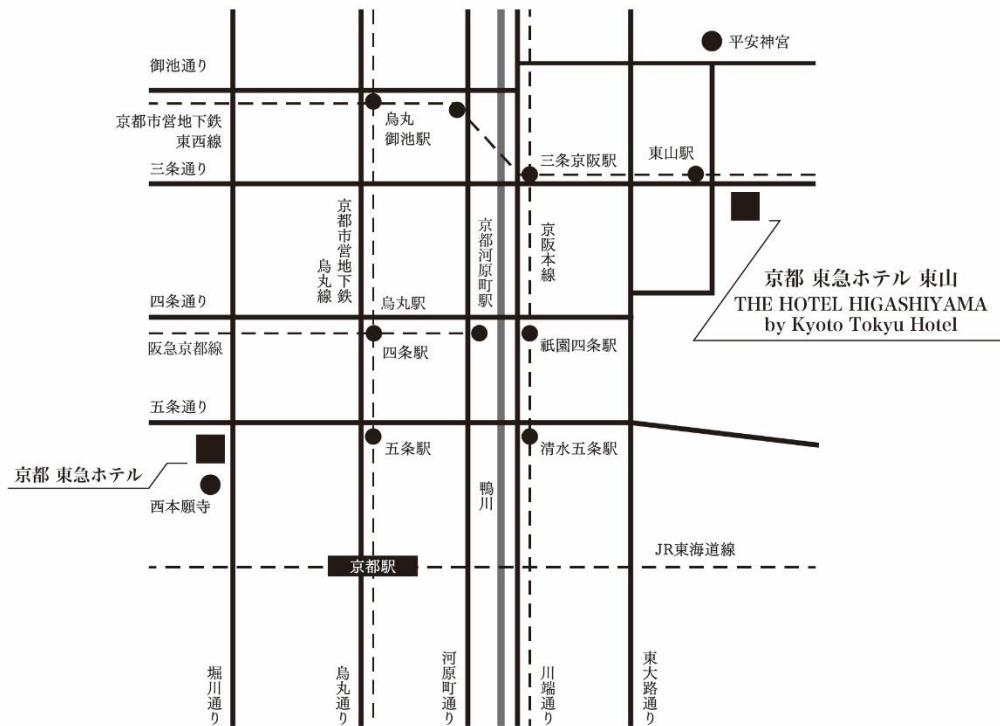 平安神宮
御池通り
京都市営地下鉄
東西線
烏丸
御池駅
三条京阪駅
東山駅
三条通り
京都市営地下鉄
烏丸線
京都河原町駅
京阪本線
京都 東急ホテル 東山
THE HOTEL HIGASHIYAMA
by Kyoto Tokyu Hotel
四条通り
烏丸駅
阪急京都線
四条駅
祇園四条駅
五条通り
五条駅
清水五条駅
京都 東急ホテル
西本願寺
鴨川
JR東海道線
京都駅
堀川通り
烏丸通り
河原町通り
川端通り
東大路通り